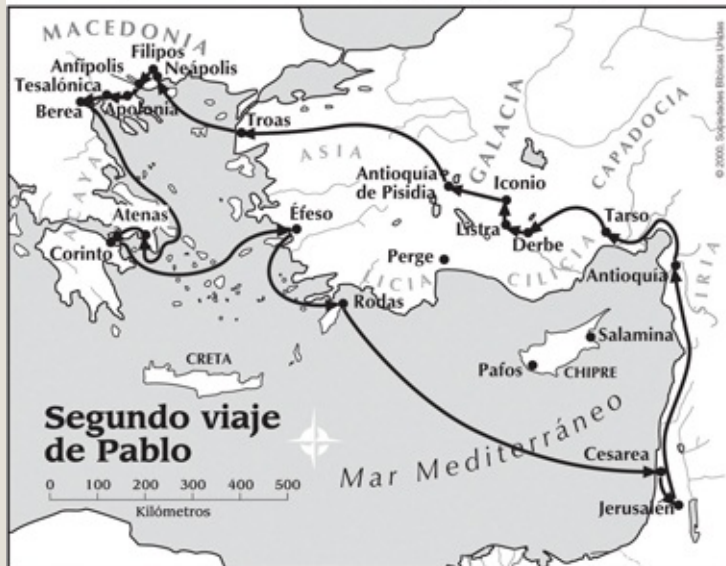 MACEDONIA
Filipos
Anfípolis
Neápolis
Tesalónica
Apolonia
Berea
Troas
ASIA
GALACIA
CAPADOCIA
Antioquía
de Pisidia
Iconio
ACAYA
Atenas
Éfeso
Listra
Derbe
Tarso
Corinto
Perge
LICIA
CILICIA
Antioquía
SIRIA
Rodas
CRETA
Salamina
Pafos
CHIPRE
Segundo viaje
de Pablo
Mar Mediterráneo
Cesarea
0 100 200 300 400 500
Kilómetros
Jerusalén
© 2000, Sociedades Bíblicas Unidas